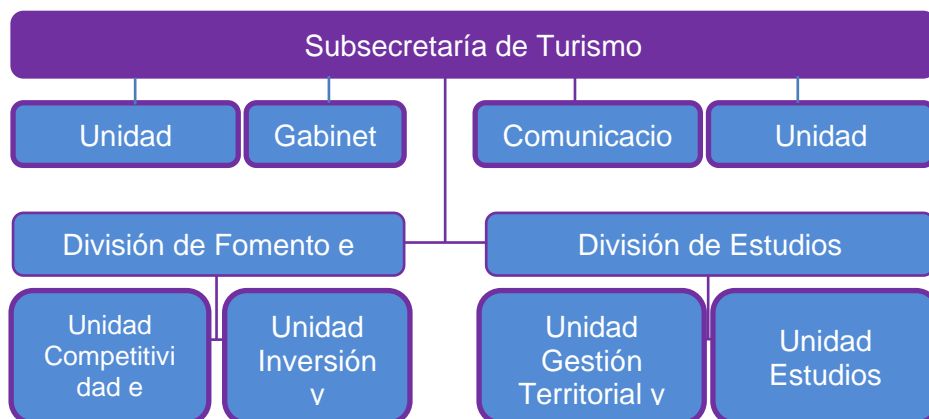 Subsecretaría de Turismo
Unidad
Gabinet
Comunicacio
Unidad
División de Fomento e
División de Estudios
Unidad
Competitivi
dad e
Unidad
Inversión
y
Unidad
Gestión
Territorial y
Unidad
Estudios